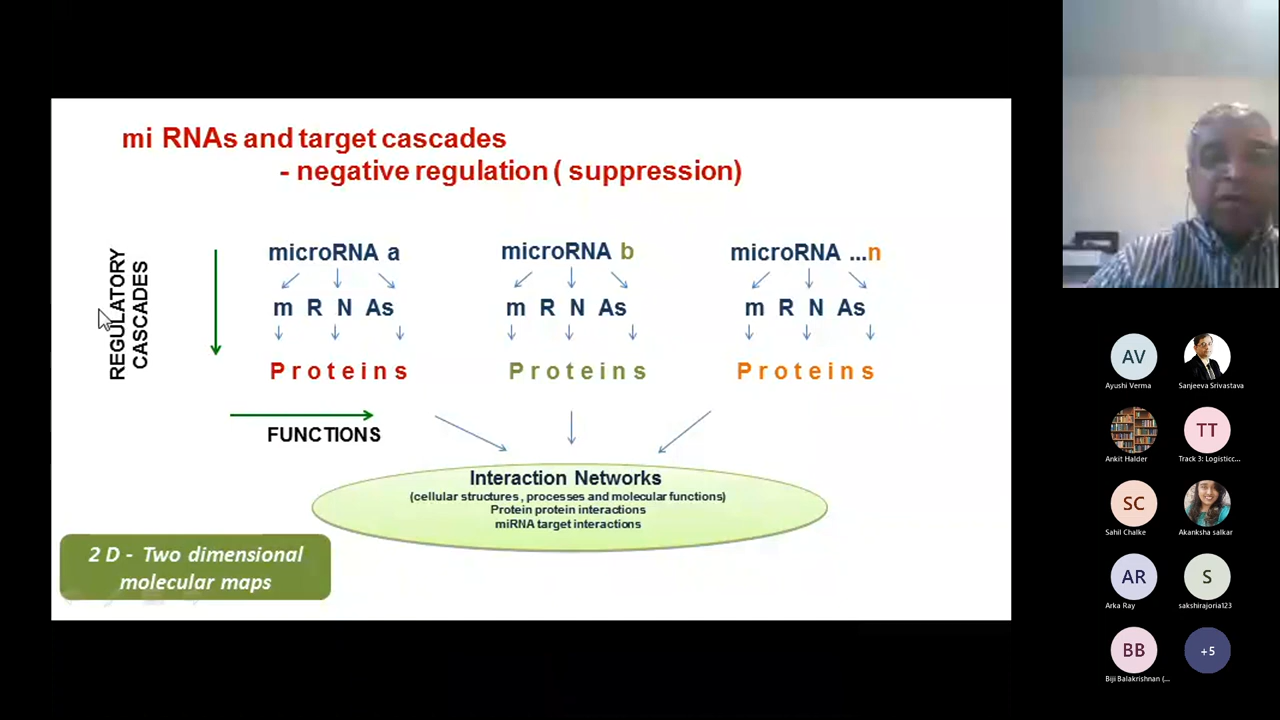 mi RNAs and target cascades
- negative regulation ( suppression)
REGULATORY
CASCADES
microRNA a
microRNA b
microRNA ...n
m R N As
m R N As
m R N As
P r o t e i n s
P r o t e i n s
P r o t e i n s
FUNCTIONS
Interaction Networks
(cellular structures , processes and molecular functions)
Protein protein interactions
miRNA target interactions
2 D - Two dimensional
molecular maps
AV
Ayushi Verma
Sanjeeva Srivastava
Ankit Halder
TT
Track 3: Logisticc...
SC
Sahil Chalke
Akanksha salkar
AR
Arka Ray
S
sakshirajoria123
BB
Biji Balakrishnan (...
+5